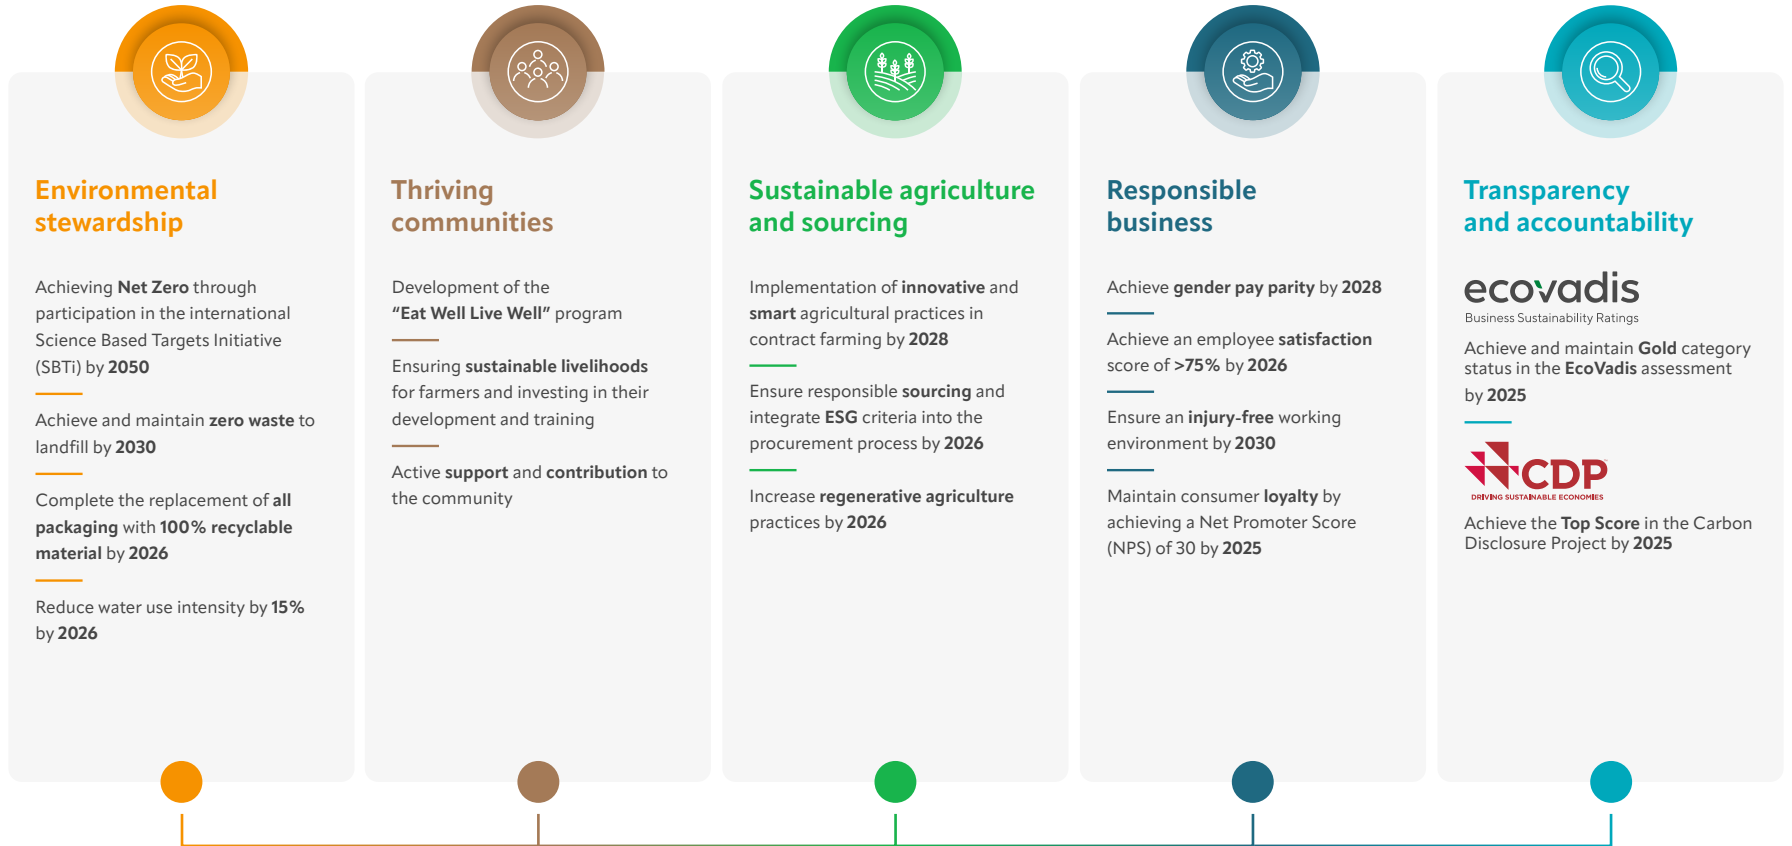 Environmental
stewardship
Achieving Net Zero through
participation in the international
Science Based Targets Initiative
(SBTi) by 2050
Achieve and maintain zero waste to
landfill by 2030
Complete the replacement of all
packaging with 100% recyclable
material by 2026
Reduce water use intensity by 15%
by 2026
Thriving
communities
Development of the
“Eat Well Live Well” program
Ensuring sustainable livelihoods
for farmers and investing in their
development and training
Active support and contribution to
the community
Sustainable agriculture
and sourcing
Implementation of innovative and
smart agricultural practices in
contract farming by 2028
Ensure responsible sourcing and
integrate ESG criteria into the
procurement process by 2026
Increase regenerative agriculture
practices by 2026
Responsible
business
Achieve gender pay parity by 2028
Achieve an employee satisfaction
score of >75% by 2026
Ensure an injury-free working
environment by 2030
Maintain consumer loyalty by
achieving a Net Promoter Score
(NPS) of 30 by 2025
Transparency
and accountability
ecovadis
Business Sustainability Ratings
Achieve and maintain Gold category
status in the EcoVadis assessment
by 2025
CDP
DRIVING SUSTAINABLE ECONOMIES
Achieve the Top Score in the Carbon
Disclosure Project by 2025